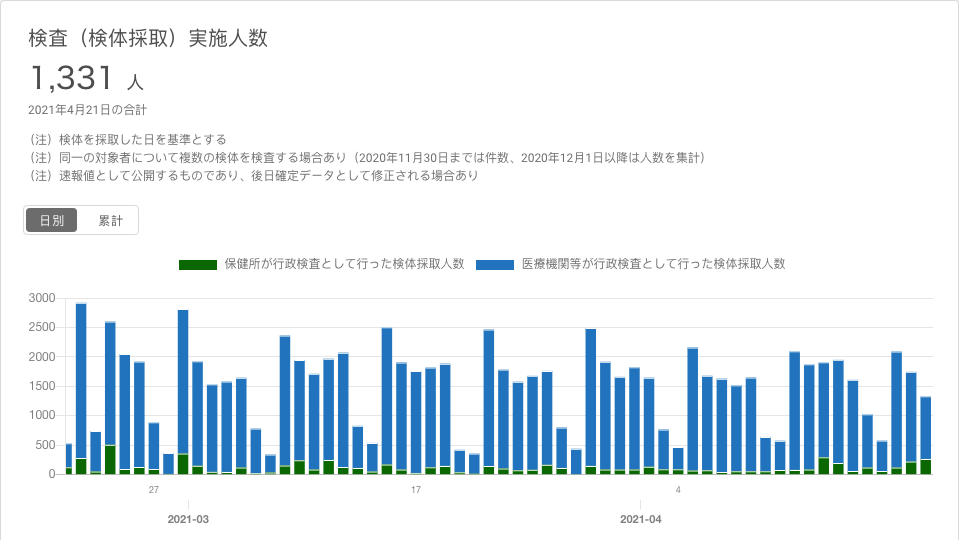 検査（検体採取）実施人数
1,331 人
2021年4月21日の合計
（注）検体を採取した日を基準とする
（注）同一の対象者について複数の検体を検査する場合あり（2020年11月30日までは件数、2020年12月1日以降は人数を集計）
（注）速報値として公開するものであり、後日確定データとして修正される場合あり
日別 累計
保健所が行政検査として行った検体採取人数 医療機関等が行政検査として行った検体採取人数
3000
2500
2000
1500
1000
500
0
27 17 4
2021-03 2021-04